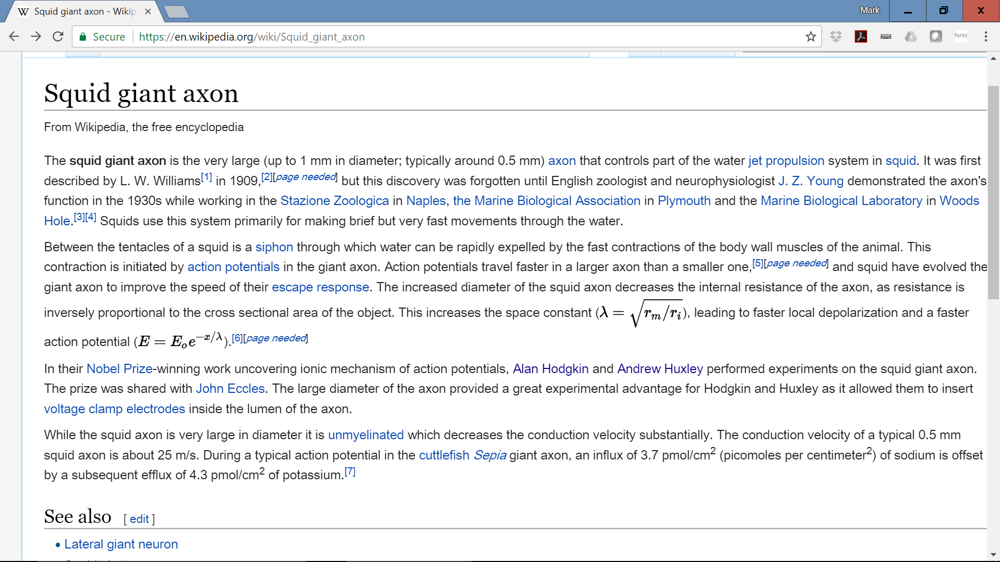 W Squid giant axon - Wikip
Mark
Secure https://en.wikipedia.org/wiki/Squid_giant_axon
fonts
Squid giant axon
From Wikipedia, the free encyclopedia
The squid giant axon is the very large (up to 1 mm in diameter; typically around 0.5 mm) axon that controls part of the water jet propulsion system in squid. It was first
described by L. W. Williams[1] in 1909,[2][page needed] but this discovery was forgotten until English zoologist and neurophysiologist J. Z. Young demonstrated the axon's
function in the 1930s while working in the Stazione Zoologica in Naples, the Marine Biological Association in Plymouth and the Marine Biological Laboratory in Woods
Hole.[3][4] Squids use this system primarily for making brief but very fast movements through the water.
Between the tentacles of a squid is a siphon through which water can be rapidly expelled by the fast contractions of the body wall muscles of the animal. This
contraction is initiated by action potentials in the giant axon. Action potentials travel faster in a larger axon than a smaller one,[5][page needed] and squid have evolved the
giant axon to improve the speed of their escape response. The increased diameter of the squid axon decreases the internal resistance of the axon, as resistance is
inversely proportional to the cross sectional area of the object. This increases the space constant (λ = √(rₘ/rᵢ)), leading to faster local depolarization and a faster
action potential (E = Eₒe^(−x/λ)).[6][page needed]
In their Nobel Prize-winning work uncovering ionic mechanism of action potentials, Alan Hodgkin and Andrew Huxley performed experiments on the squid giant axon.
The prize was shared with John Eccles. The large diameter of the axon provided a great experimental advantage for Hodgkin and Huxley as it allowed them to insert
voltage clamp electrodes inside the lumen of the axon.
While the squid axon is very large in diameter it is unmyelinated which decreases the conduction velocity substantially. The conduction velocity of a typical 0.5 mm
squid axon is about 25 m/s. During a typical action potential in the cuttlefish Sepia giant axon, an influx of 3.7 pmol/cm² (picomoles per centimeter²) of sodium is offset
by a subsequent efflux of 4.3 pmol/cm² of potassium.[7]
See also [ edit ]
• Lateral giant neuron